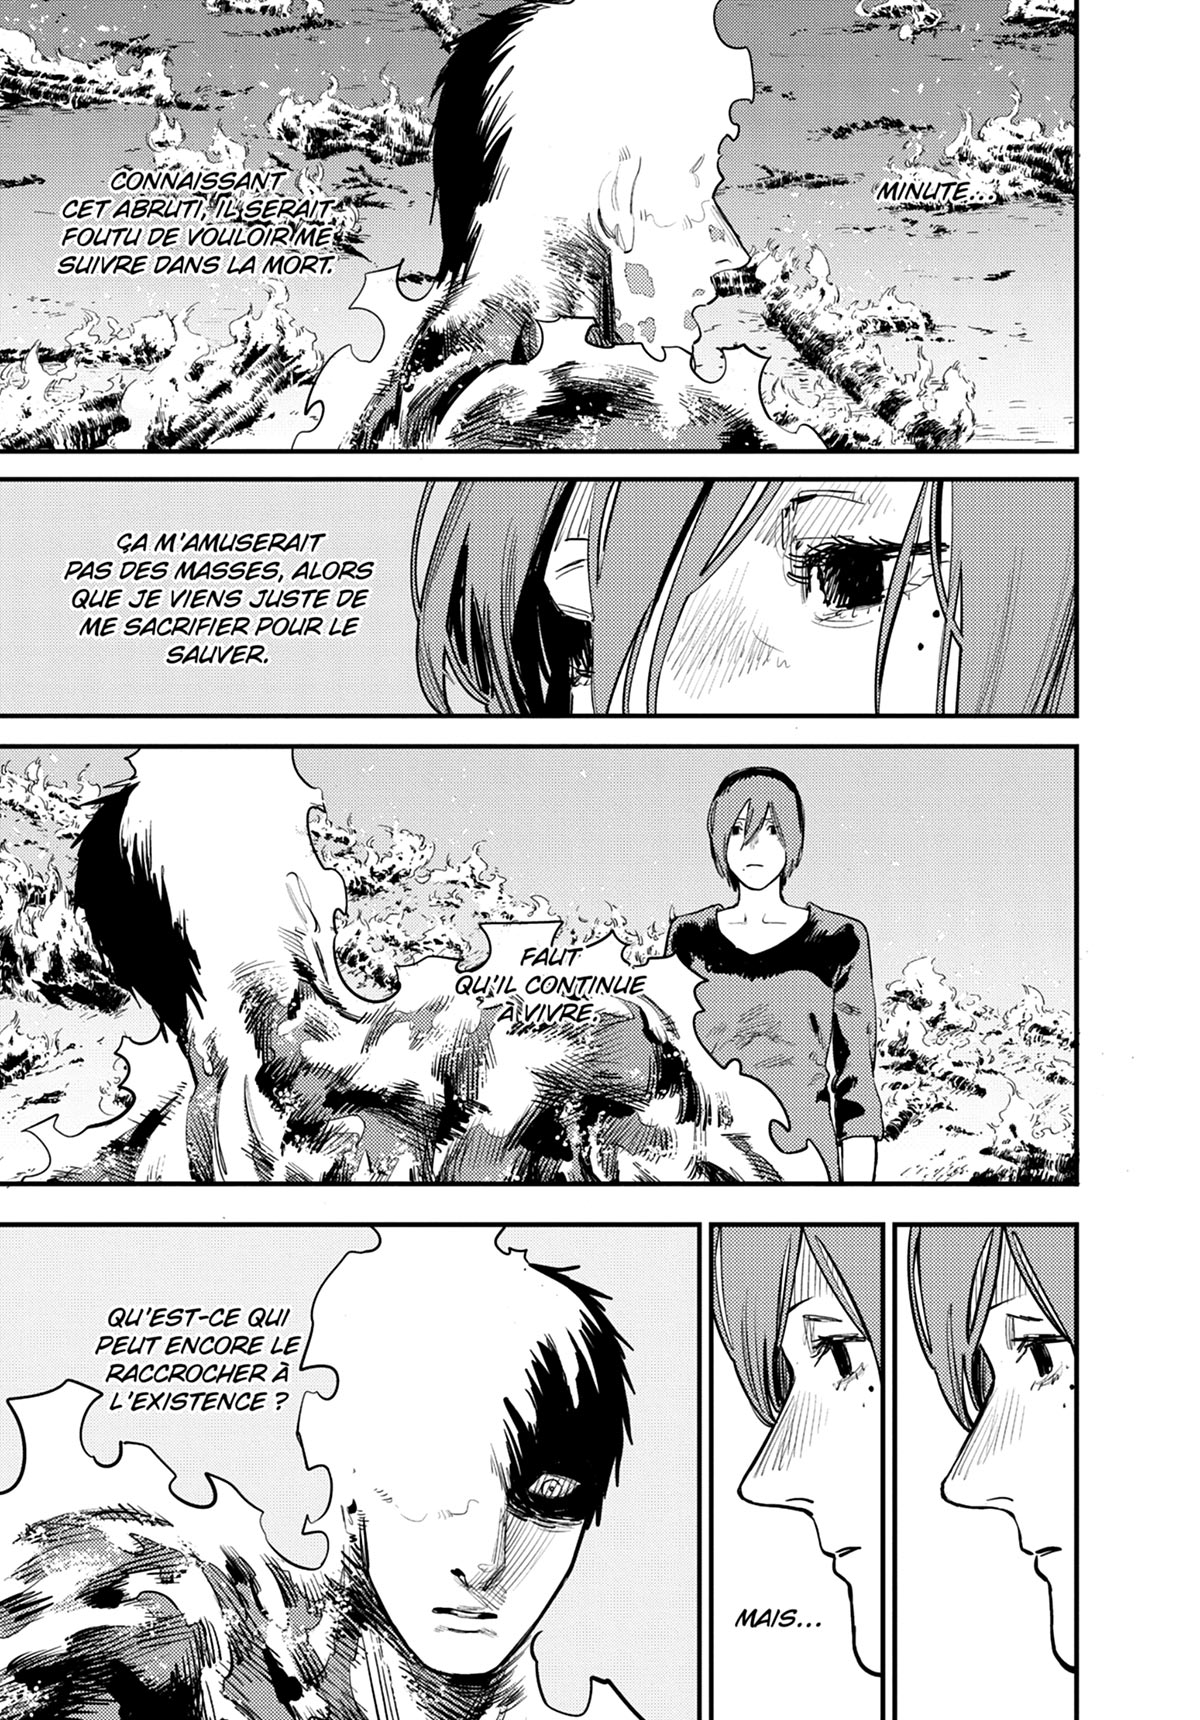 MINUTE...
CONNAISSANT
CET ABRUTI, IL SERAIT
FOUTU DE VOULOIR ME
SUIVRE DANS LA MORT.
ÇA M'AMUSERAIT
PAS DES MASSES, ALORS
QUE JE VIENS JUSTE DE
ME SACRIFIER POUR LE
SAUVER.
FAUT
QU'IL CONTINUE
À VIVRE.
MAIS...
QU'EST-CE QUI
PEUT ENCORE LE
RACCROCHER À
L'EXISTENCE ?